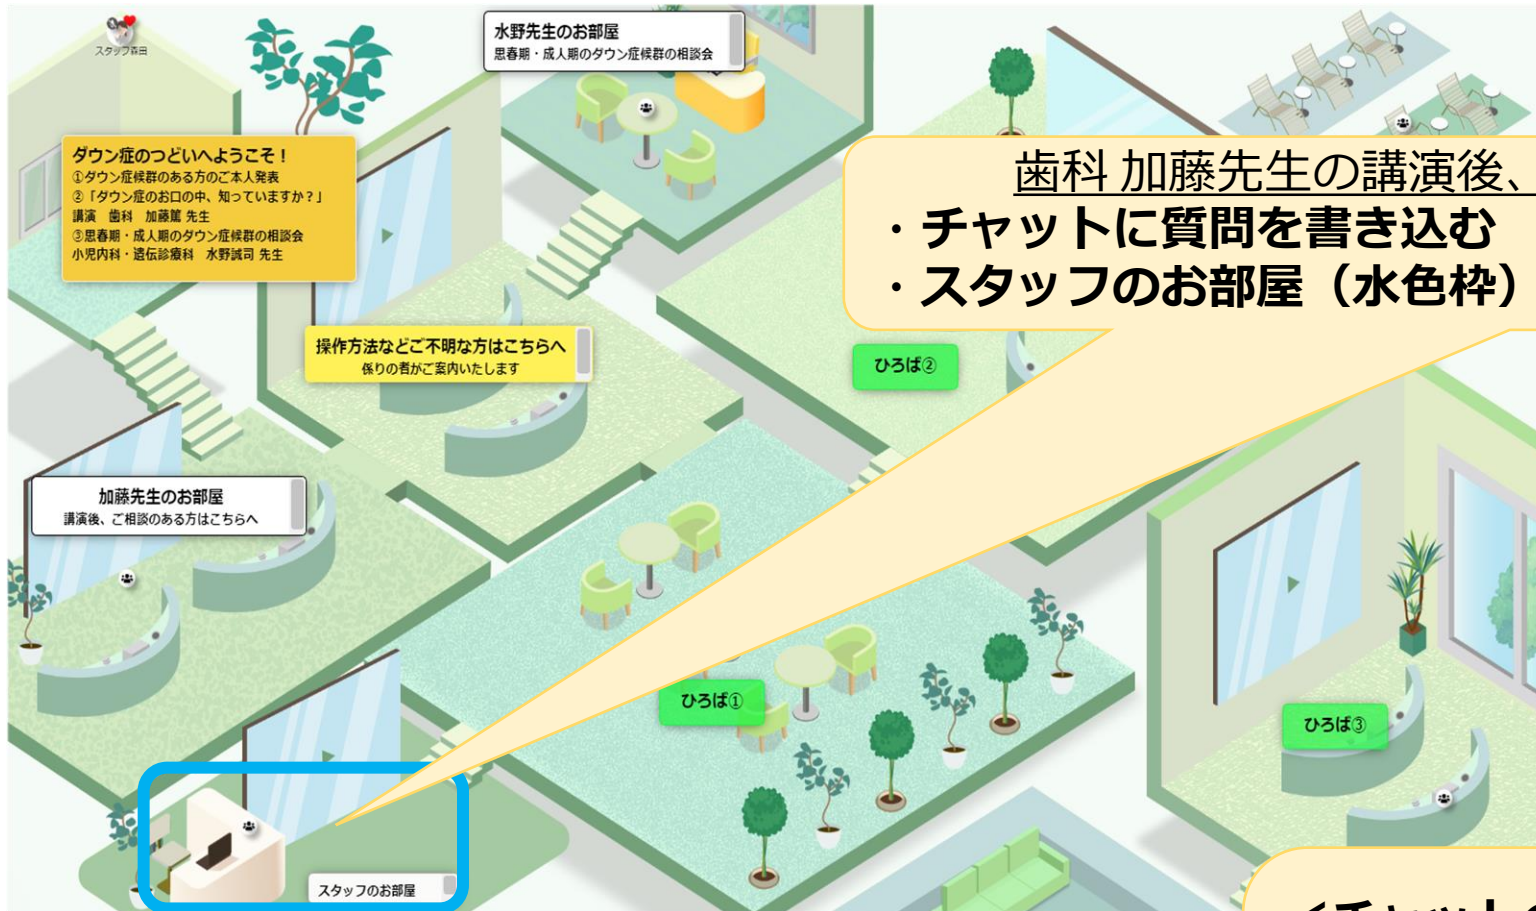 スタッフ森田
水野先生のお部屋
思春期・成人期のダウン症候群の相談会
ダウン症のつどいへようこそ！
①ダウン症候群のある方のご本人発表
②「ダウン症のお口の中、知っていますか？」
講演　歯科　加藤篤 先生
③思春期・成人期のダウン症候群の相談会
小児内科・遺伝診療科　水野誠司 先生
歯科 加藤先生の講演後、
・チャットに質問を書き込む
・スタッフのお部屋（水色枠）
操作方法などご不明な方はこちらへ
係りの者がご案内いたします
ひろば②
加藤先生のお部屋
講演後、ご相談のある方はこちらへ
ひろば①
ひろば③
スタッフのお部屋